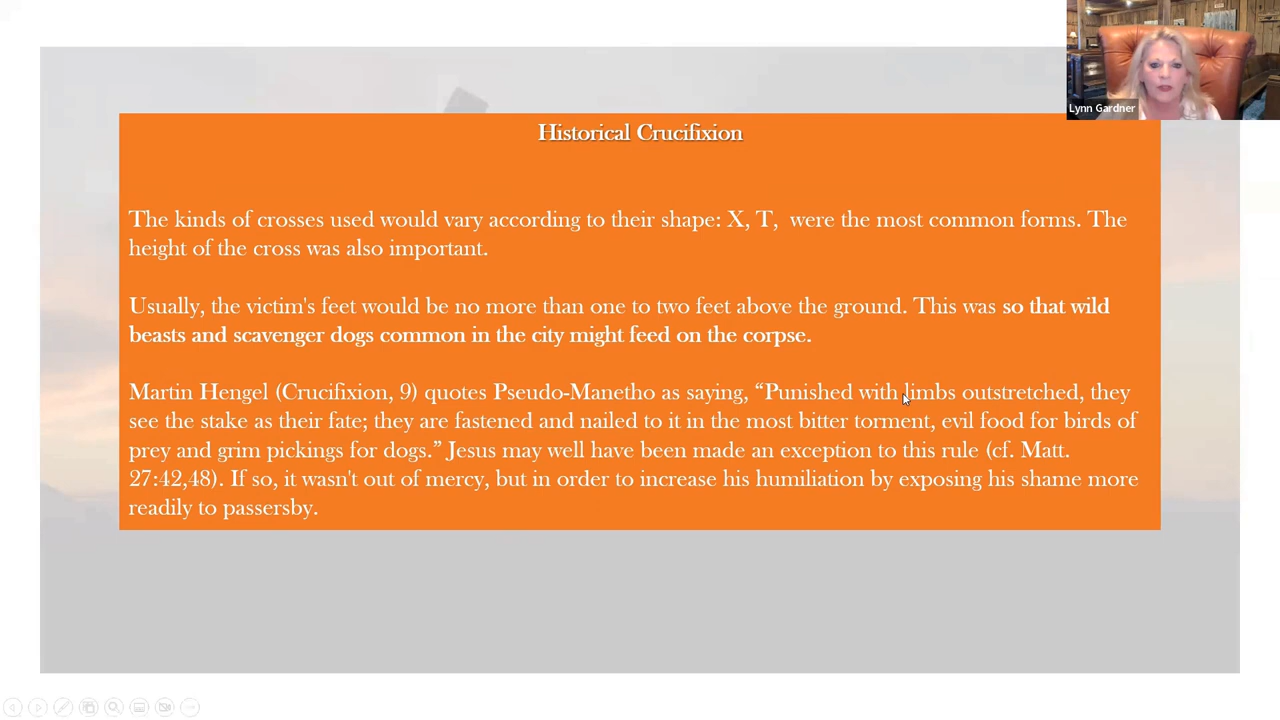 Lynn Gardner
Historical Crucifixion
The kinds of crosses used would vary according to their shape: X, T,  were the most common forms. The
height of the cross was also important.
Usually, the victim's feet would be no more than one to two feet above the ground. This was so that wild
beasts and scavenger dogs common in the city might feed on the corpse.
Martin Hengel (Crucifixion, 9) quotes Pseudo-Manetho as saying, “Punished with limbs outstretched, they
see the stake as their fate; they are fastened and nailed to it in the most bitter torment, evil food for birds of
prey and grim pickings for dogs.” Jesus may well have been made an exception to this rule (cf. Matt.
27:42,48). If so, it wasn't out of mercy, but in order to increase his humiliation by exposing his shame more
readily to passersby.